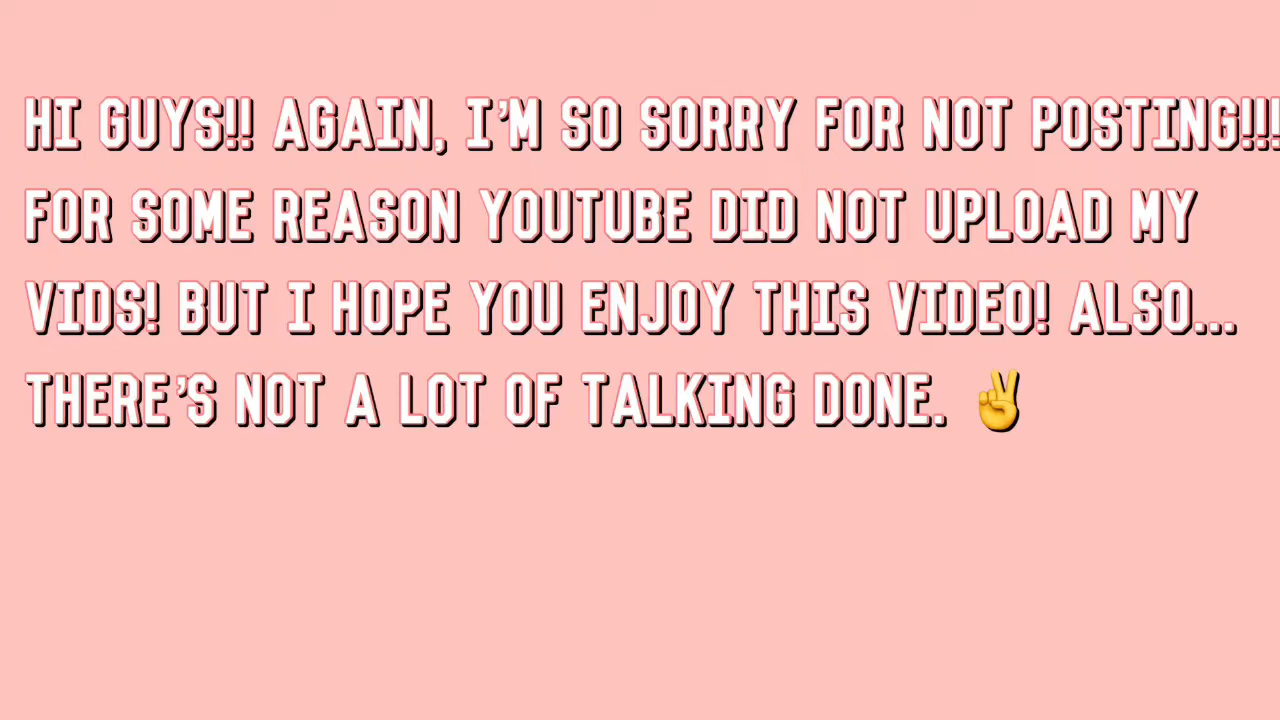 HI GUYS!! AGAIN, I'M SO SORRY FOR NOT POSTING!!!
FOR SOME REASON YOUTUBE DID NOT UPLOAD MY
VIDS! BUT I HOPE YOU ENJOY THIS VIDEO! ALSO...
THERE'S NOT A LOT OF TALKING DONE. ✌️